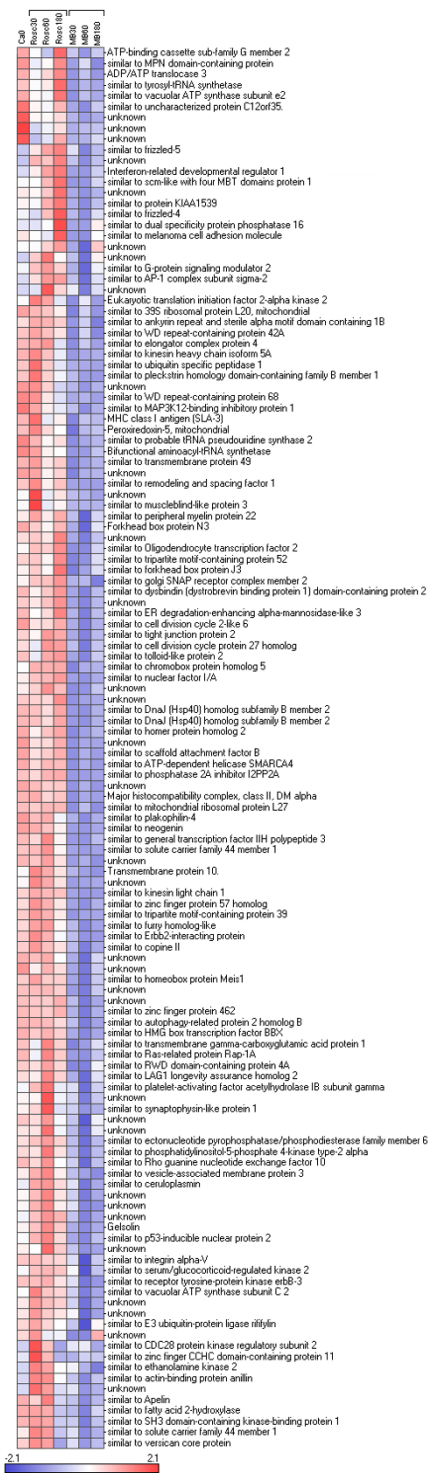 Ca0 Rosc30 Rosc60 Rosc180 MB30 MB60 MB180
ATP-binding cassette sub-family G member 2
similar to MPN domain-containing protein
ADP/ATP translocase 3
similar to tyrosyl-tRNA synthetase
similar to vacuolar ATP synthase subunit e2
similar to uncharacterized protein C12orf35.
unknown
unknown
unknown
similar to frizzled-5
unknown
Interferon-related developmental regulator 1
similar to scm-like with four MBT domains protein 1
unknown
similar to protein KIAA1539
similar to frizzled-4
similar to dual specificity protein phosphatase 16
similar to melanoma cell adhesion molecule
unknown
unknown
similar to G-protein signaling modulator 2
similar to AP-1 complex subunit sigma-2
unknown
Eukaryotic translation initiation factor 2-alpha kinase 2
similar to 39S ribosomal protein L20, mitochondrial
similar to ankyrin repeat and sterile alpha motif domain containing 1B
similar to WD repeat-containing protein 42A
similar to elongator complex protein 4
similar to kinesin heavy chain isoform 5A
similar to ubiquitin specific peptidase 1
similar to pleckstrin homology domain-containing family B member 1
unknown
similar to WD repeat-containing protein 68
similar to MAP3K12-binding inhibitory protein 1
MHC class I antigen (SLA-3)
Peroxiredoxin-5, mitochondrial
similar to probable tRNA pseudouridine synthase 2
Bifunctional aminoacyl-tRNA synthetase
similar to transmembrane protein 49
unknown
similar to remodeling and spacing factor 1
unknown
similar to muscleblind-like protein 3
similar to peripheral myelin protein 22
Forkhead box protein N3
unknown
similar to Oligodendrocyte transcription factor 2
similar to tripartite motif-containing protein 52
similar to forkhead box protein J3
similar to golgi SNAP receptor complex member 2
similar to dysbindin (dystrobrevin binding protein 1) domain-containing protein 2
unknown
similar to ER degradation-enhancing alpha-mannosidase-like 3
similar to cell division cycle 2-like 6
similar to tight junction protein 2
similar to cell division cycle protein 27 homolog
similar to tolloid-like protein 2
similar to chromobox protein homolog 5
similar to nuclear factor I/A
unknown
unknown
similar to DnaJ (Hsp40) homolog subfamily B member 2
similar to DnaJ (Hsp40) homolog subfamily B member 2
similar to homer protein homolog 2
unknown
similar to scaffold attachment factor B
similar to ATP-dependent helicase SMARCA4
similar to phosphatase 2A inhibitor I2PP2A
unknown
Major histocompatibility complex, class II, DM alpha
similar to mitochondrial ribosomal protein L27
similar to plakophilin-4
similar to neogenin
similar to general transcription factor IIH polypeptide 3
similar to solute carrier family 44 member 1
unknown
Transmembrane protein 10.
unknown
similar to kinesin light chain 1
similar to zinc finger protein 57 homolog
similar to tripartite motif-containing protein 39
similar to furry homolog-like
similar to Erbb2-interacting protein
similar to copine II
unknown
unknown
similar to homeobox protein Meis1
unknown
unknown
similar to zinc finger protein 462
similar to autophagy-related protein 2 homolog B
similar to HMG box transcription factor BBX
similar to transmembrane gamma-carboxyglutamic acid protein 1
similar to Ras-related protein Rap-1A
similar to RWD domain-containing protein 4A
similar to LAG1 longevity assurance homolog 2
similar to platelet-activating factor acetylhydrolase IB subunit gamma
unknown
similar to synaptophysin-like protein 1
unknown
unknown
similar to ectonucleotide pyrophosphatase/phosphodiesterase family member 6
similar to phosphatidylinositol-5-phosphate 4-kinase type-2 alpha
similar to Rho guanine nucleotide exchange factor 10
similar to vesicle-associated membrane protein 3
similar to ceruloplasmin
unknown
unknown
unknown
Gelsolin
similar to p53-inducible nuclear protein 2
unknown
similar to integrin alpha-V
similar to serum/glucocorticoid-regulated kinase 2
similar to receptor tyrosine-protein kinase erbB-3
similar to vacuolar ATP synthase subunit C 2
unknown
unknown
similar to E3 ubiquitin-protein ligase rififylin
unknown
similar to CDC28 protein kinase regulatory subunit 2
similar to zinc finger CCHC domain-containing protein 11
similar to ethanolamine kinase 2
similar to actin-binding protein anillin
unknown
similar to Apelin
similar to fatty acid 2-hydroxylase
similar to SH3 domain-containing kinase-binding protein 1
similar to solute carrier family 44 member 1
similar to versican core protein
-2.1 2.1